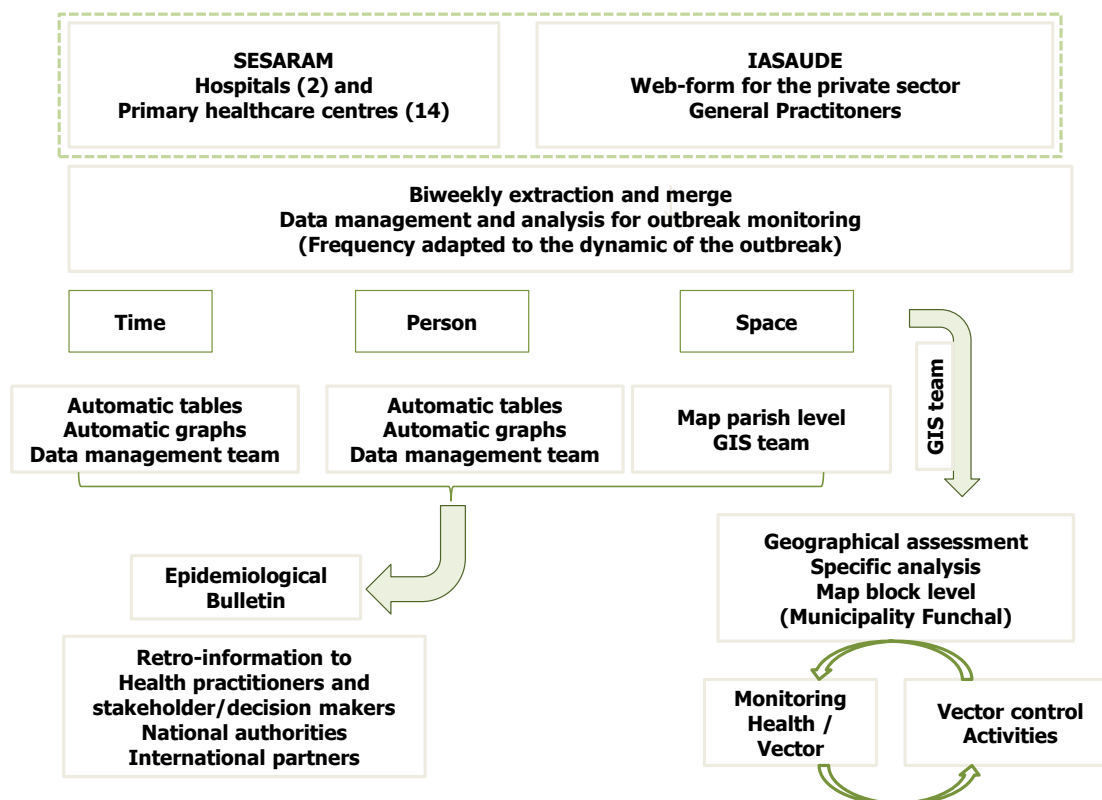 SESARAM
Hospitals (2) and
Primary healthcare centres (14)
IASAUDE
Web-form for the private sector
General Practitoners
Biweekly extraction and merge
Data management and analysis for outbreak monitoring
(Frequency adapted to the dynamic of the outbreak)
Time
Person
Space
GIS team
Automatic tables
Automatic graphs
Data management team
Automatic tables
Automatic graphs
Data management team
Map parish level
GIS team
Epidemiological
Bulletin
Retro-information to
Health practitioners and
stakeholder/decision makers
National authorities
International partners
Geographical assessment
Specific analysis
Map block level
(Municipality Funchal)
Monitoring
Health /
Vector
Vector control
Activities